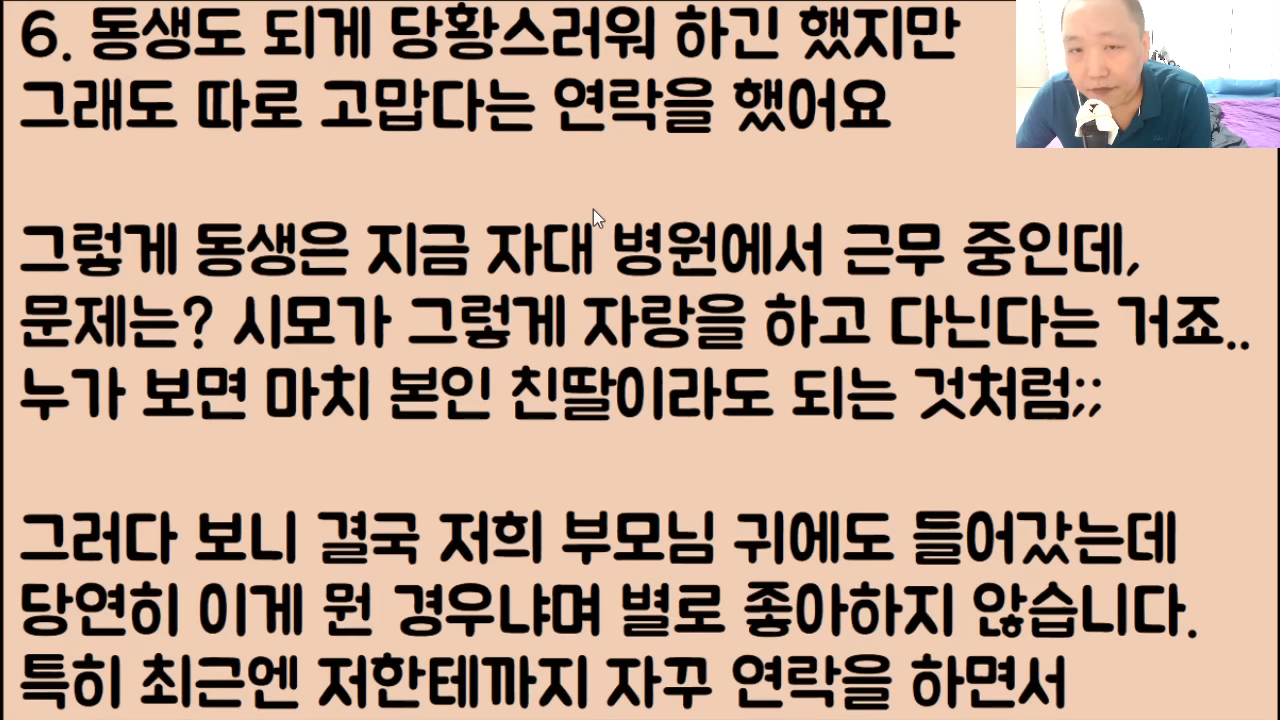 6. 동생도 되게 당황스러워 하긴 했지만
그래도 따로 고맙다는 연락을 했어요
그렇게 동생은 지금 자대 병원에서 근무 중인데,
문제는? 시모가 그렇게 자랑을 하고 다닌다는 거죠..
누가 보면 마치 본인 친딸이라도 되는 것처럼;;
그러다 보니 결국 저희 부모님 귀에도 들어갔는데
당연히 이게 뭔 경우냐며 별로 좋아하지 않습니다.
특히 최근엔 저한테까지 자꾸 연락을 하면서